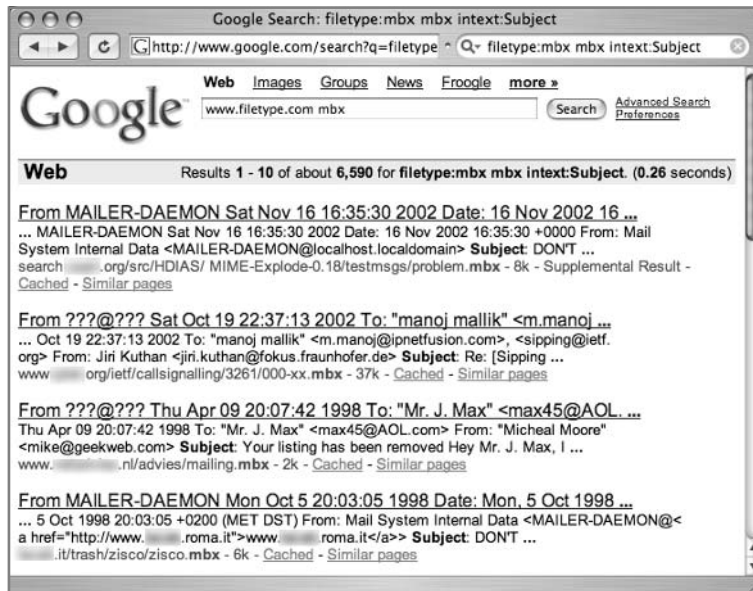 Google Search: filetype:mbx mbx intext:Subject
http://www.google.com/search?q=filetype filetype:mbx mbx intext:Subject
Web Images Groups News Froogle more »
Google™
www.filetype.com mbx Search Advanced Search
Preferences
Web Results 1 - 10 of about 6,590 for filetype:mbx mbx intext:Subject. (0.26 seconds)
From MAILER-DAEMON Sat Nov 16 16:35:30 2002 Date: 16 Nov 2002 16 ...
... MAILER-DAEMON Sat Nov 16 16:35:30 2002 Date: 16 Nov 2002 16:35:30 +0000 From: Mail
System Internal Data <MAILER-DAEMON@localhost.localdomain> Subject: DON'T ...
search .org/src/HDIAS/ MIME-Explode-0.18/testmsgs/problem.mbx - 8k - Supplemental Result -
Cached - Similar pages
From ???@??? Sat Oct 19 22:37:13 2002 To: "manoj mallik" <m.manoj ...
... Oct 19 22:37:13 2002 To: "manoj mallik" <m.manoj@ipnetfusion.com>, <sipping@ietf.
org> From: Jiri Kuthan <jiri.kuthan@fokus.fraunhofer.de> Subject: Re: [Sipping ...
www org/ietf/callsignalling/3261/000-xx.mbx - 37k - Cached - Similar pages
From ???@??? Thu Apr 09 20:07:42 1998 To: "Mr. J. Max" <max45@AOL. ...
Thu Apr 09 20:07:42 1998 To: "Mr. J. Max" <max45@AOL.com> From: "Micheal Moore"
<mike@geekweb.com> Subject: Your listing has been removed Hey Mr. J. Max, I ...
www. .nl/advies/mailing.mbx - 2k - Cached - Similar pages
From MAILER-DAEMON Mon Oct 5 20:03:05 1998 Date: Mon, 5 Oct 1998 ...
... 5 Oct 1998 20:03:05 +0200 (MET DST) From: Mail System Internal Data <MAILER-DAEMON@<
a href="http://www. .roma.it">www. .roma.it</a>> Subject: DON'T ...
.it/trash/zisco/zisco.mbx - 6k - Cached - Similar pages